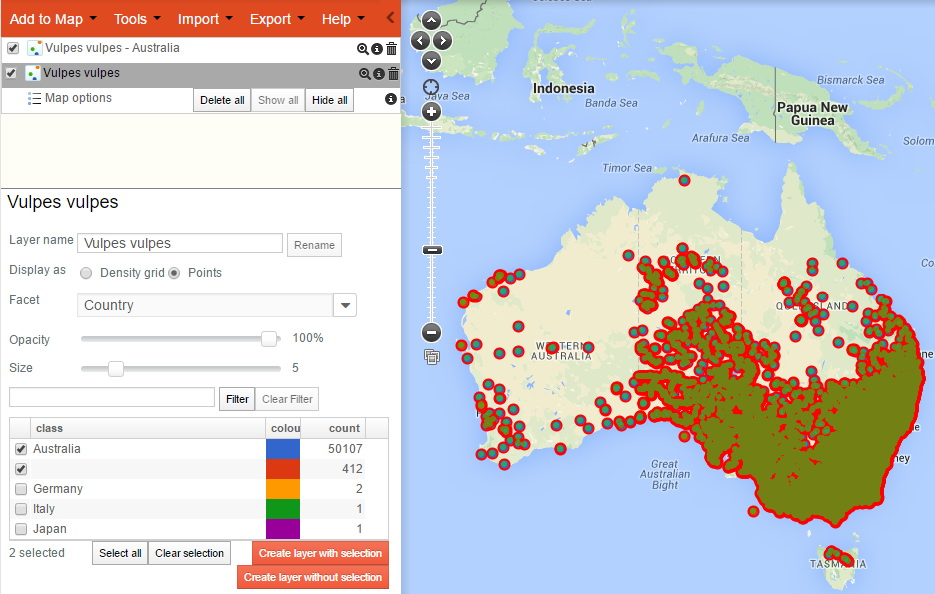 Add to Map Tools Import Export Help
Vulpes vulpes - Australia
Vulpes vulpes
Map options Delete all Show all Hide all
Vulpes vulpes
Layer name Vulpes vulpes Rename
Display as Density grid Points
Facet Country
Opacity 100%
Size 5
Filter Clear Filter
class colou count
Australia 50107
412
Germany 2
Italy 1
Japan 1
2 selected Select all Clear selection Create layer with selection
Create layer without selection
Indonesia
Java Sea
Banda Sea
Bismarck Sea
Papua New
Guinea
Arafura Sea
Solom
Timor Sea
Co
QU
LAND
WESTERN
AUSTRALIA
Great
Australian
Bight
ne
ney
TASMANIA